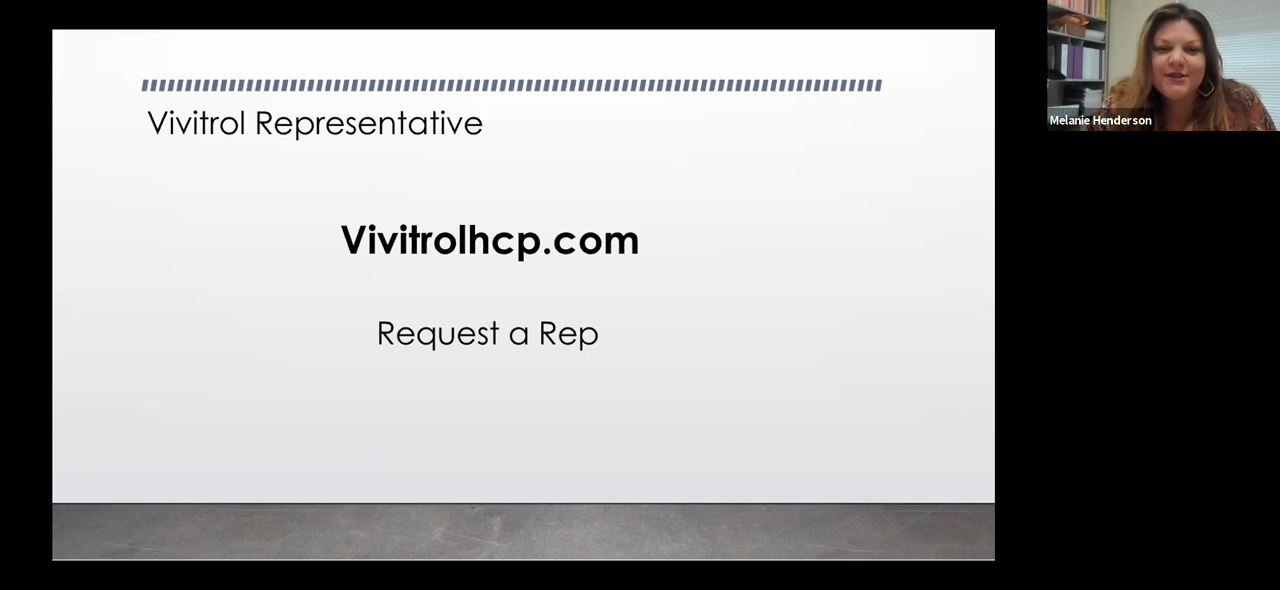 Vivitrol Representative
Vivitrolhcp.com
Request a Rep
Melanie Henderson